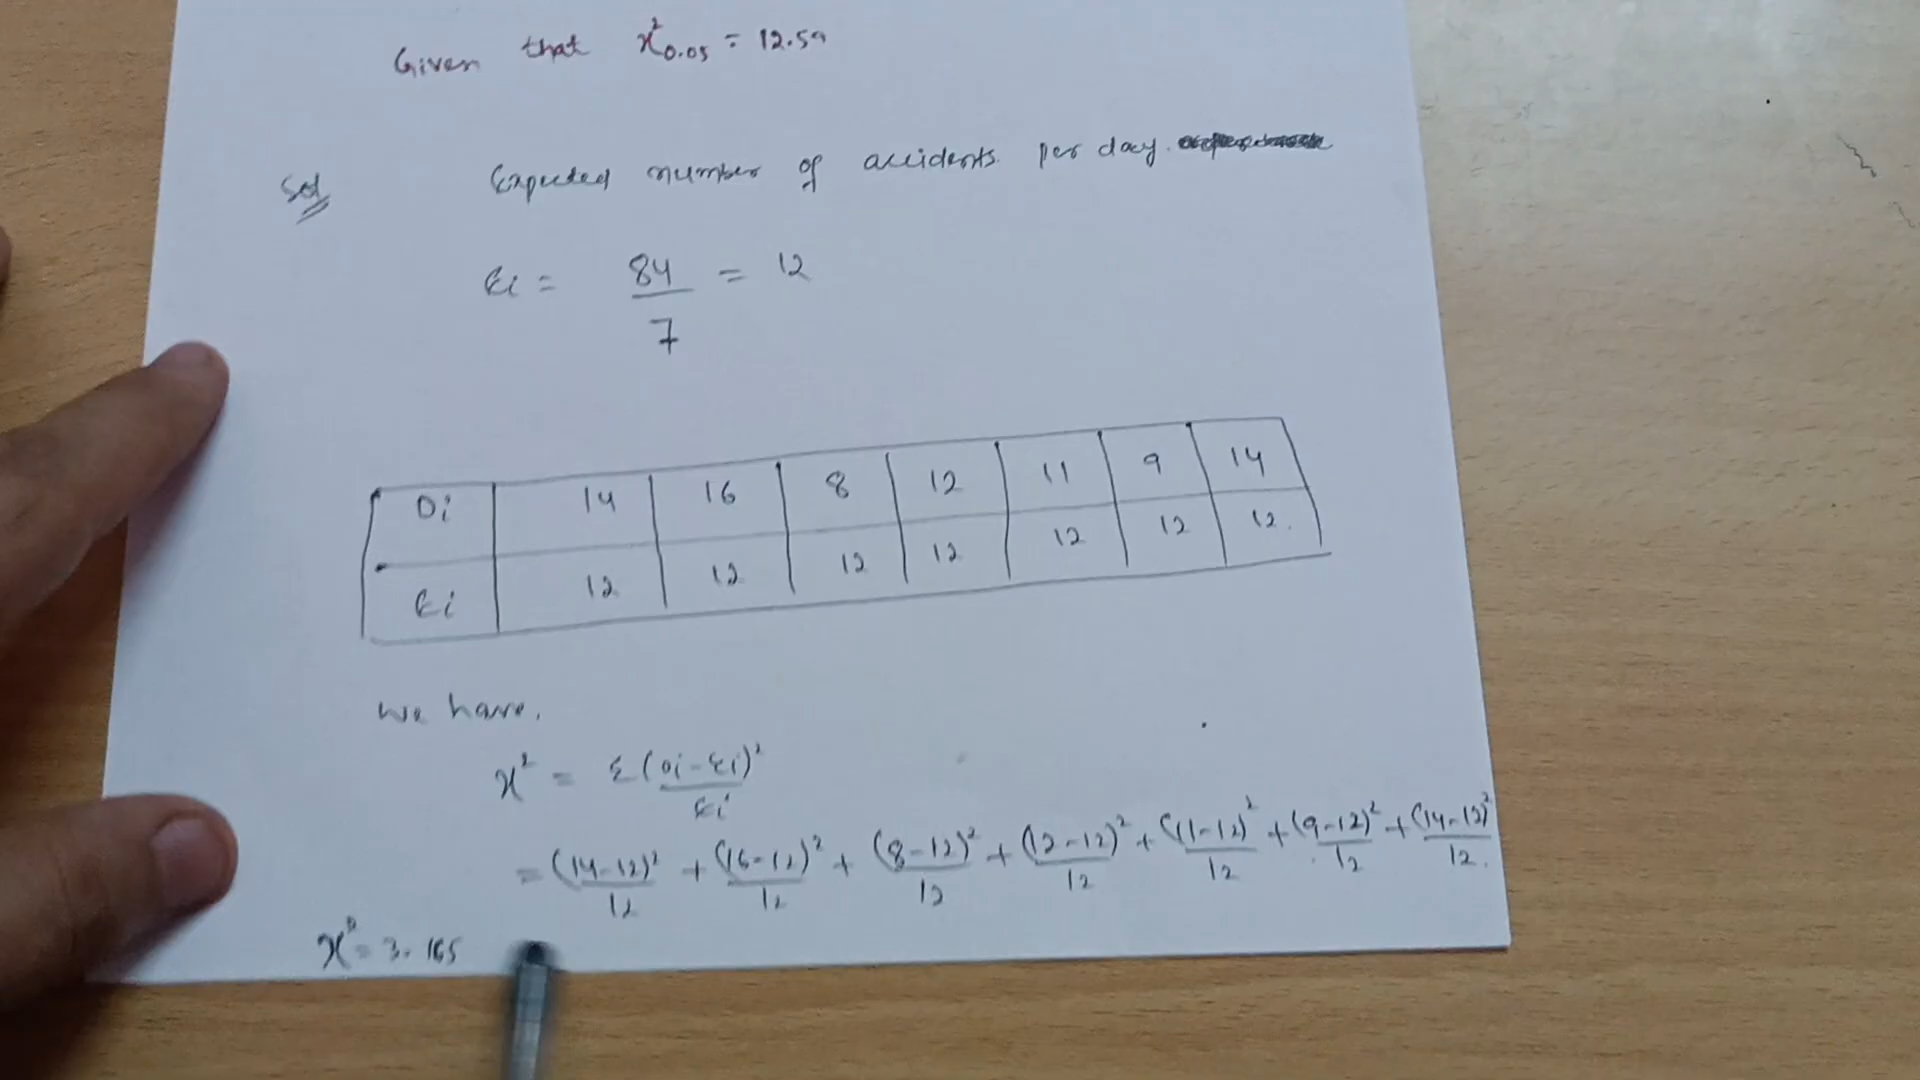 Given that χ²0.05 = 12.59
Sol Expected number of accidents per day.
Ei = 84/7 = 12
Oi 14 16 8 12 11 9 14
Ei 12 12 12 12 12 12 12.
We have,
χ² = Σ(Oi-Ei)²/Ei
= (14-12)²/12 + (16-12)²/12 + (8-12)²/12 + (12-12)²/12 + (11-12)²/12 + (9-12)²/12 + (14-12)²/12.
χ² = 3.165